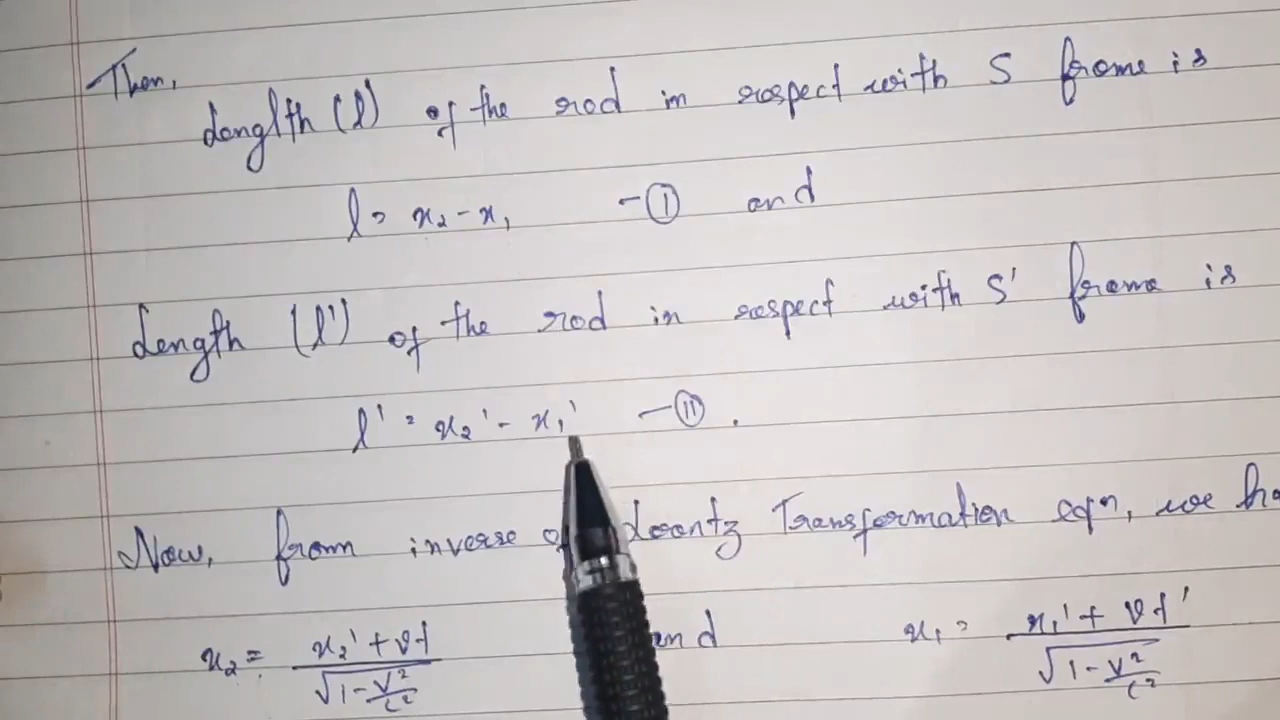 Then,
Lenglth (l) of the rod in respect with S frame is
l = x₂ - x₁ - (I) and
Length (l') of the rod in respect with S' frame is
l' = x₂' - x₁' - (II) .
Now, from inverse of Lorentz Transformation eqⁿ, we
x₂ = x₂' + vt / √1 - v²/c² and x₁ = x₁' + vt' / √1 - v²/c²